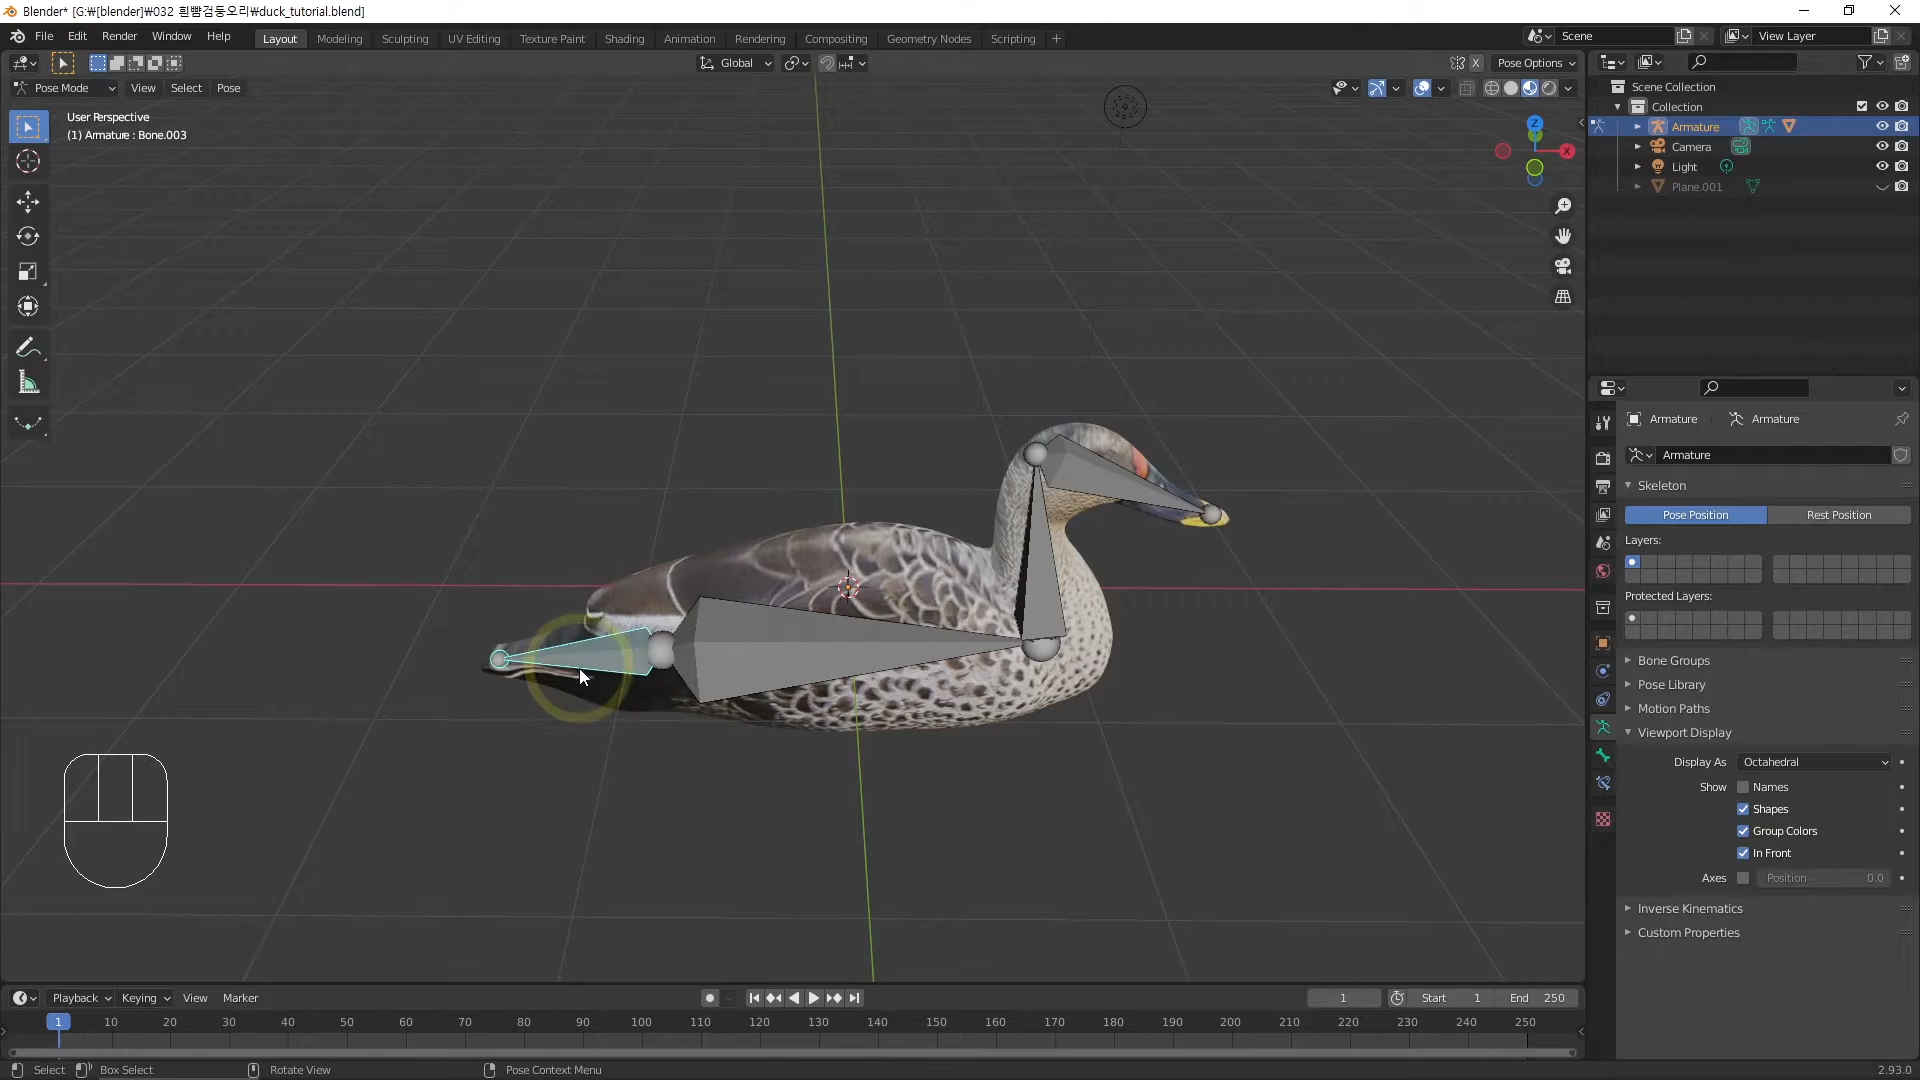 Blender* [G:\[blender]\032 흰뺨검둥오리\duck_tutorial.blend]
File Edit Render Window Help
Layout Modeling Sculpting UV Editing Texture Paint Shading Animation Rendering Compositing Geometry Nodes Scripting +
Scene
View Layer
Global
X
Pose Options
Pose Mode View Select Pose
User Perspective
(1) Armature : Bone.003
Z
X
Scene Collection
Collection
Armature
Camera
Light
Plane.001
Armature Armature
Armature
Skeleton
Pose Position Rest Position
Layers:
Protected Layers:
Bone Groups
Pose Library
Motion Paths
Viewport Display
Display As Octahedral
Show Names
Shapes
Group Colors
In Front
Axes Position 0.0
Inverse Kinematics
Custom Properties
Playback Keying View Marker
1 Start 1 End 250
1 10 20 30 40 50 60 70 80 90 100 110 120 130 140 150 160 170 180 190 200 210 220 230 240 250
Select Box Select Rotate View Pose Context Menu 2.93.0